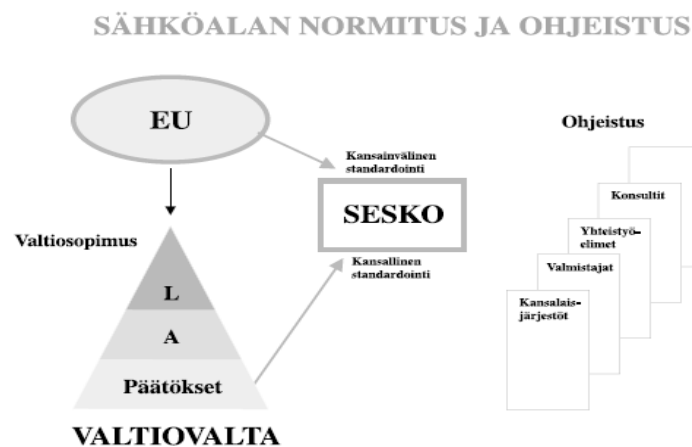 SÄHKÖALAN NORMITUS JA OHJEISTUS
EU
Kansainvälinen
standardointi
SESKO
Kansallinen
standardointi
Valtiosopimus
L
A
Päätökset
VALTIOVALTA
Ohjeistus
Konsultit
Yhteistyö-
elimet
Valmistajat
Kansalais-
järjestöt